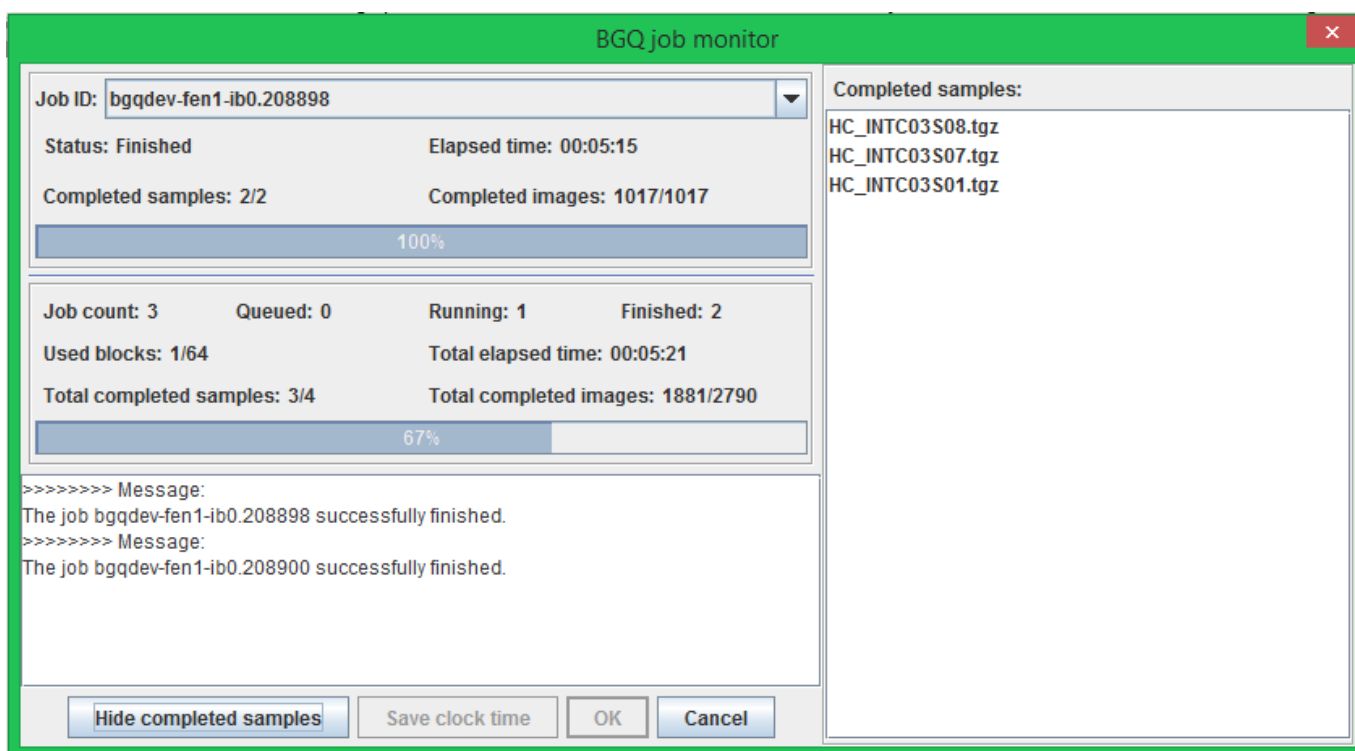 BGQ job monitor
Job ID: bgqdev-fen1-ib0.208898
Status: Finished Elapsed time: 00:05:15
Completed samples: 2/2 Completed images: 1017/1017
100%
Job count: 3 Queued: 0 Running: 1 Finished: 2
Used blocks: 1/64 Total elapsed time: 00:05:21
Total completed samples: 3/4 Total completed images: 1881/2790
67%
>>>>>>>> Message:
The job bgqdev-fen1-ib0.208898 successfully finished.
>>>>>>>> Message:
The job bgqdev-fen1-ib0.208900 successfully finished.
Hide completed samples Save clock time OK Cancel
Completed samples:
HC_INTC03S08.tgz
HC_INTC03S07.tgz
HC_INTC03S01.tgz